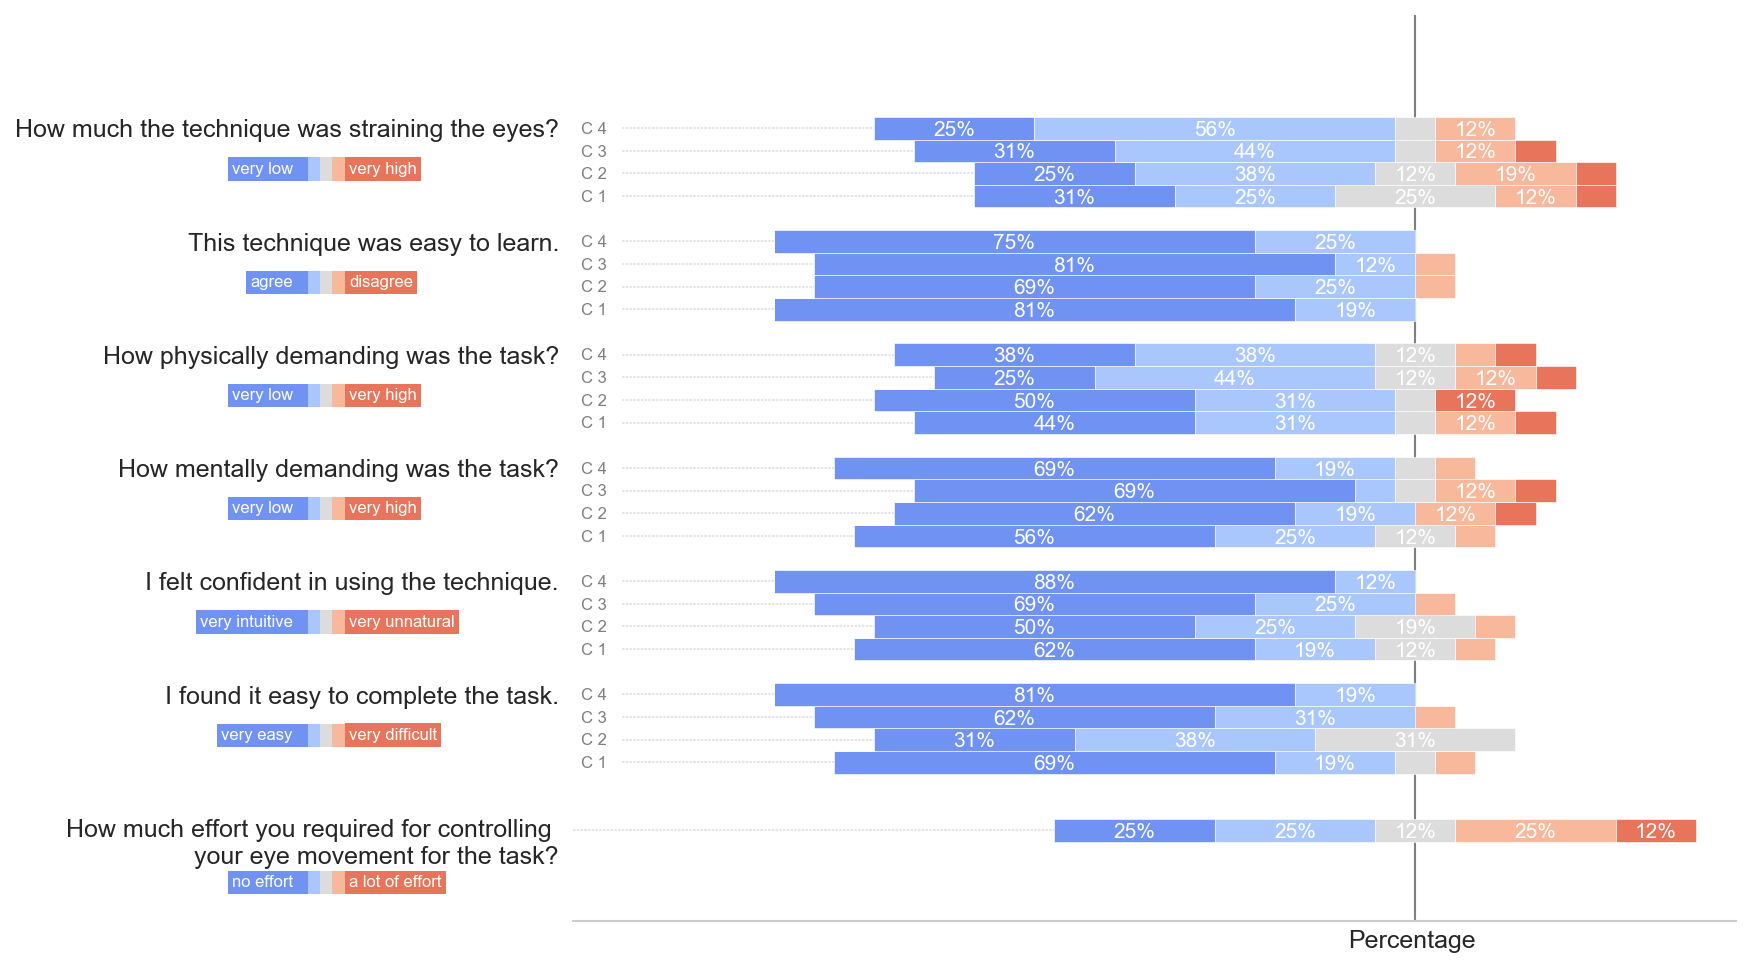 How much the technique was straining the eyes?
very low very high
C 4 25% 56% 12%
C 3 31% 44% 12%
C 2 25% 38% 12% 19%
C 1 31% 25% 25% 12%
This technique was easy to learn.
agree disagree
C 4 75% 25%
C 3 81% 12%
C 2 69% 25%
C 1 81% 19%
How physically demanding was the task?
very low very high
C 4 38% 38% 12%
C 3 25% 44% 12% 12%
C 2 50% 31% 12%
C 1 44% 31% 12%
How mentally demanding was the task?
very low very high
C 4 69% 19%
C 3 69% 12%
C 2 62% 19% 12%
C 1 56% 25% 12%
I felt confident in using the technique.
very intuitive very unnatural
C 4 88% 12%
C 3 69% 25%
C 2 50% 25% 19%
C 1 62% 19% 12%
I found it easy to complete the task.
very easy very difficult
C 4 81% 19%
C 3 62% 31%
C 2 31% 38% 31%
C 1 69% 19%
How much effort you required for controlling
your eye movement for the task?
no effort a lot of effort
25% 25% 12% 25% 12%
Percentage